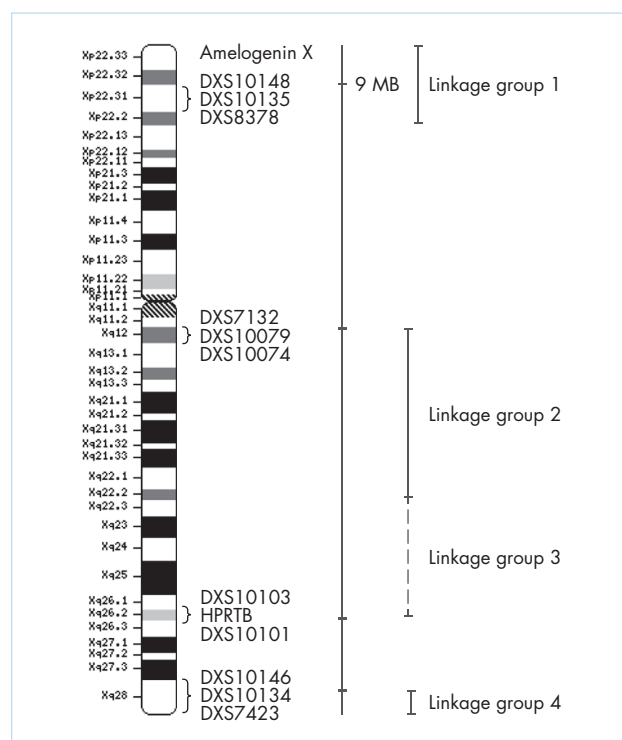 Xp22.33
Xp22.32
Xp22.31
Xp22.2
Xp22.13
Xp22.12
Xp22.11
Xp21.3
Xp21.2
Xp21.1
Xp11.4
Xp11.3
Xp11.23
Xp11.22
Xp11.21
Xp11.1
Xq11.1
Xq11.2
Xq12
Xq13.1
Xq13.2
Xq13.3
Xq21.1
Xq21.2
Xq21.31
Xq21.32
Xq21.33
Xq22.1
Xq22.2
Xq22.3
Xq23
Xq24
Xq25
Xq26.1
Xq26.2
Xq26.3
Xq27.1
Xq27.2
Xq27.3
Xq28
Amelogenin X
DXS10148
DXS10135
DXS8378
DXS7132
DXS10079
DXS10074
DXS10103
HPRTB
DXS10101
DXS10146
DXS10134
DXS7423
9 MB
Linkage group 1
Linkage group 2
Linkage group 3
Linkage group 4